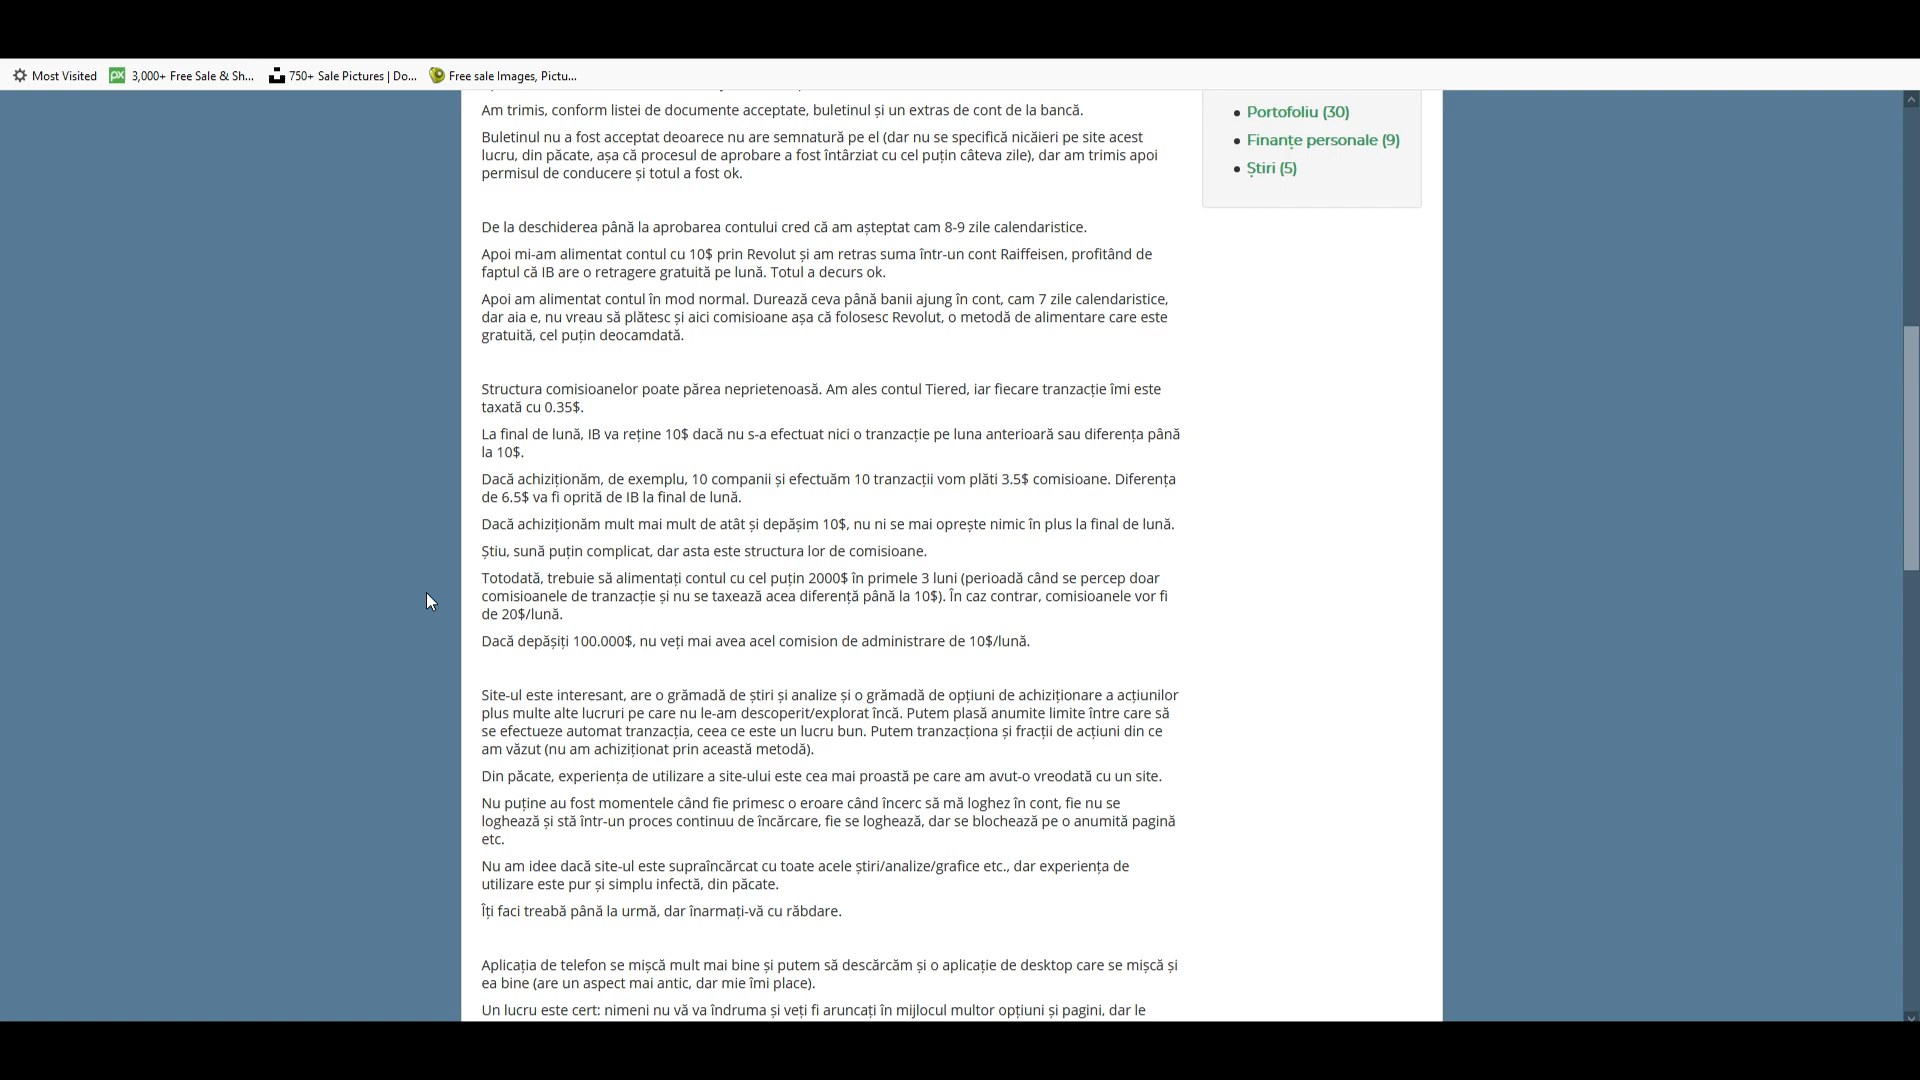 Most Visited
3,000+ Free Sale & Sh...
750+ Sale Pictures | Do...
Free sale Images, Pictu...
Am trimis, conform listei de documente acceptate, buletinul și un extras de cont de la bancă.
Buletinul nu a fost acceptat deoarece nu are semnatură pe el (dar nu se specifică nicăieri pe site acest
lucru, din păcate, așa că procesul de aprobare a fost întârziat cu cel puțin câteva zile), dar am trimis apoi
permisul de conducere și totul a fost ok.
De la deschiderea până la aprobarea contului cred că am așteptat cam 8-9 zile calendaristice.
Apoi mi-am alimentat contul cu 10$ prin Revolut și am retras suma într-un cont Raiffeisen, profitând de
faptul că IB are o retragere gratuită pe lună. Totul a decurs ok.
Apoi am alimentat contul în mod normal. Durează ceva până banii ajung în cont, cam 7 zile calendaristice,
dar aia e, nu vreau să plătesc și aici comisioane așa că folosesc Revolut, o metodă de alimentare care este
gratuită, cel puțin deocamdată.
Structura comisioanelor poate părea neprietenoasă. Am ales contul Tiered, iar fiecare tranzacție îmi este
taxată cu 0.35$.
La final de lună, IB va reține 10$ dacă nu s-a efectuat nici o tranzacție pe luna anterioară sau diferența până
la 10$.
Dacă achiziționăm, de exemplu, 10 companii și efectuăm 10 tranzacții vom plăti 3.5$ comisioane. Diferența
de 6.5$ va fi oprită de IB la final de lună.
Dacă achiziționăm mult mai mult de atât și depășim 10$, nu ni se mai oprește nimic în plus la final de lună.
Știu, sună puțin complicat, dar asta este structura lor de comisioane.
Totodată, trebuie să alimentați contul cu cel puțin 2000$ în primele 3 luni (perioadă când se percep doar
comisioanele de tranzacție și nu se taxează acea diferență până la 10$). În caz contrar, comisioanele vor fi
de 20$/lună.
Dacă depășiți 100.000$, nu veți mai avea acel comision de administrare de 10$/lună.
Site-ul este interesant, are o grămadă de știri și analize și o grămadă de opțiuni de achiziționare a acțiunilor
plus multe alte lucruri pe care nu le-am descoperit/explorat încă. Putem plasă anumite limite între care să
se efectueze automat tranzacția, ceea ce este un lucru bun. Putem tranzacționa și fracții de acțiuni din ce
am văzut (nu am achiziționat prin această metodă).
Din păcate, experiența de utilizare a site-ului este cea mai proastă pe care am avut-o vreodată cu un site.
Nu puține au fost momentele când fie primesc o eroare când încerc să mă loghez în cont, fie nu se
loghează și stă într-un proces continuu de încărcare, fie se loghează, dar se blochează pe o anumită pagină
etc.
Nu am idee dacă site-ul este supraîncărcat cu toate acele știri/analize/grafice etc., dar experiența de
utilizare este pur și simplu infectă, din păcate.
Îți faci treabă până la urmă, dar înarmați-vă cu răbdare.
Aplicația de telefon se mișcă mult mai bine și putem să descărcăm și o aplicație de desktop care se mișcă și
ea bine (are un aspect mai antic, dar mie îmi place).
Un lucru este cert: nimeni nu vă va îndruma și veți fi aruncați în mijlocul multor opțiuni și pagini, dar le
Portofoliu (30)
Finanțe personale (9)
Știri (5)